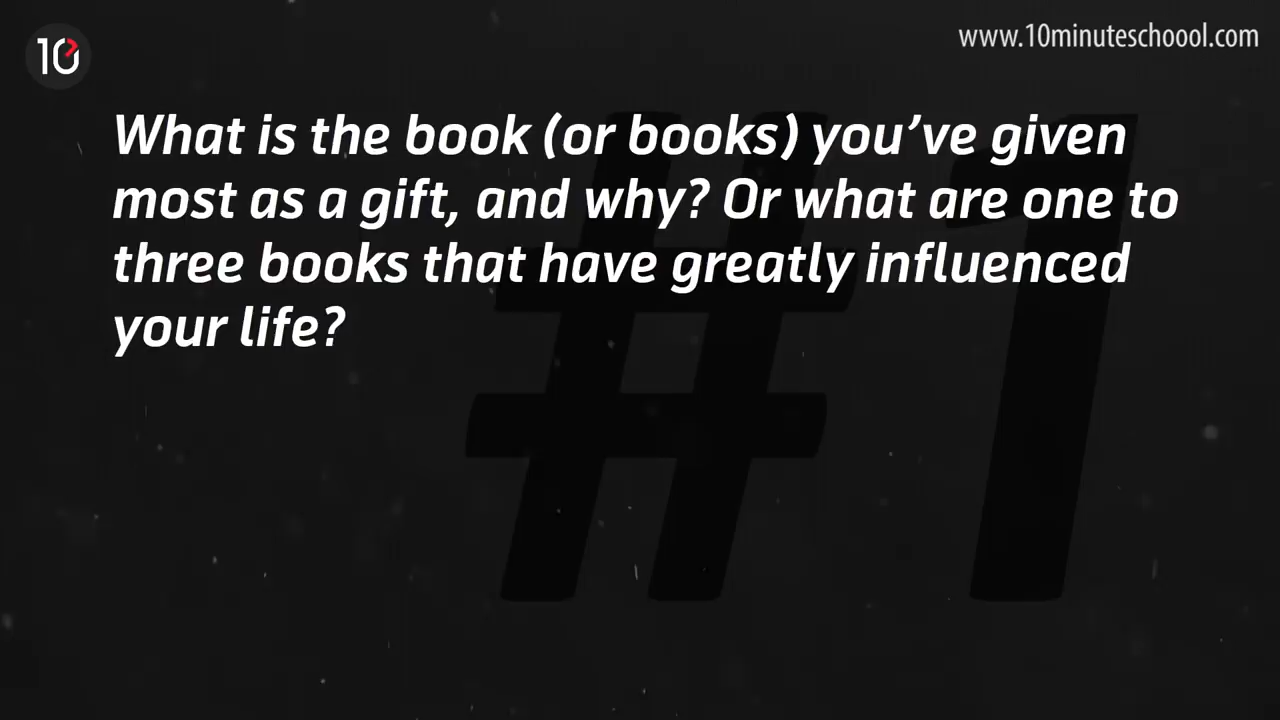 10
www.10minuteschoool.com
What is the book (or books) you’ve given
most as a gift, and why? Or what are one to
three books that have greatly influenced
your life?
#1